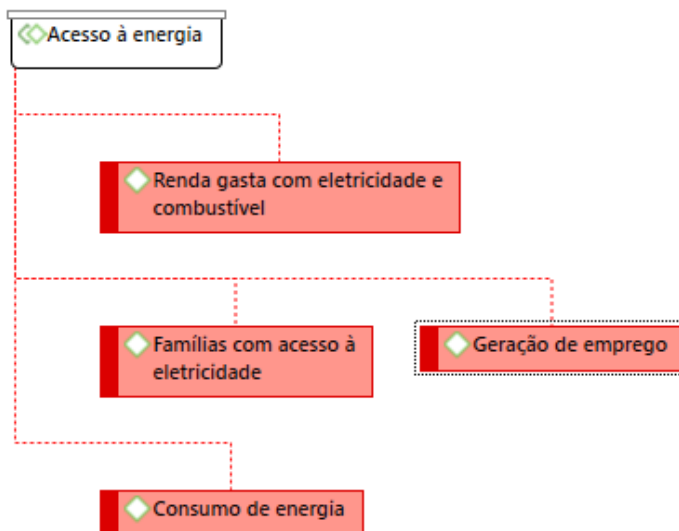 Acesso à energia
Renda gasta com eletricidade e
combustível
Famílias com acesso à
eletricidade
Geração de emprego
Consumo de energia